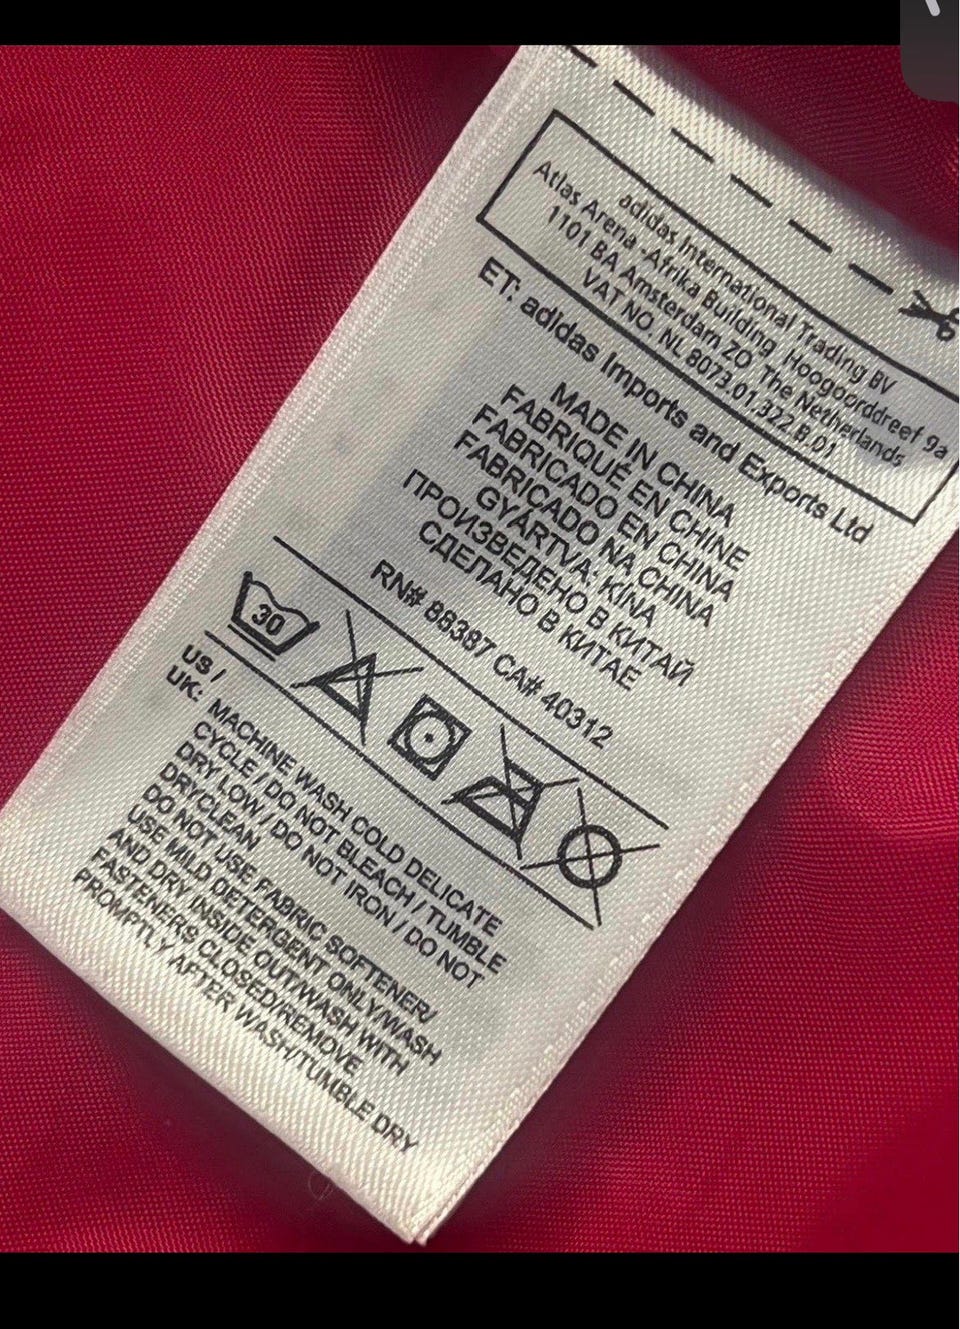 adidas International Trading BV
Atlas Arena -Afrika Building Hoogoorddreef 9a
1101 BA Amsterdam ZO The Netherlands
VAT NO. NL 8073.01.322 B.01
ET: adidas Imports and Exports Ltd
MADE IN CHINA
FABRIQUÉ EN CHINE
FABRICADO EN CHINA
FABRICADO NA CHINA
GYÁRTVA: KÍNA
ПРОИЗВЕДЕНО В КИТАЙ
СДЕЛАНО В КИТАЕ
RN# 88387 CA# 40312
30
US /
UK: MACHINE WASH COLD DELICATE
CYCLE / DO NOT BLEACH / TUMBLE
DRY LOW / DO NOT IRON / DO NOT
DRYCLEAN
DO NOT USE FABRIC SOFTENER/
USE MILD DETERGENT ONLY/WASH
AND DRY INSIDE OUT/WASH WITH
FASTENERS CLOSED/REMOVE
PROMPTLY AFTER WASH/TUMBLE DRY